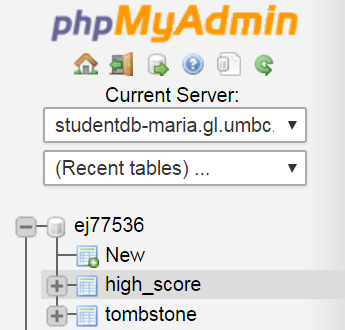 phpMyAdmin
Current Server:
studentdb-maria.gl.umbc.
(Recent tables) ...
ej77536
New
high_score
tombstone